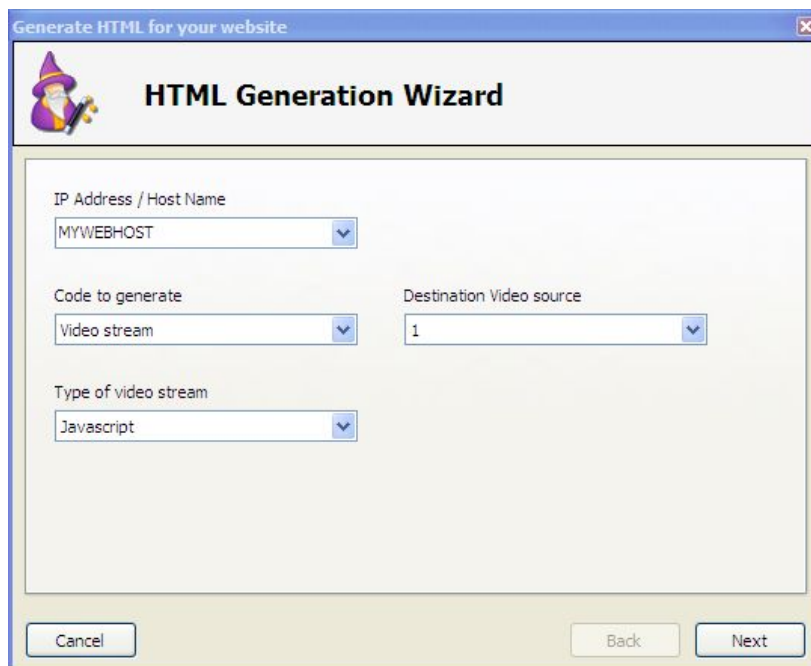 Generate HTML for your website
HTML Generation Wizard
IP Address / Host Name
MYWEBHOST
Code to generate
Destination Video source
Video stream
1
Type of video stream
Javascript
Cancel
Back
Next